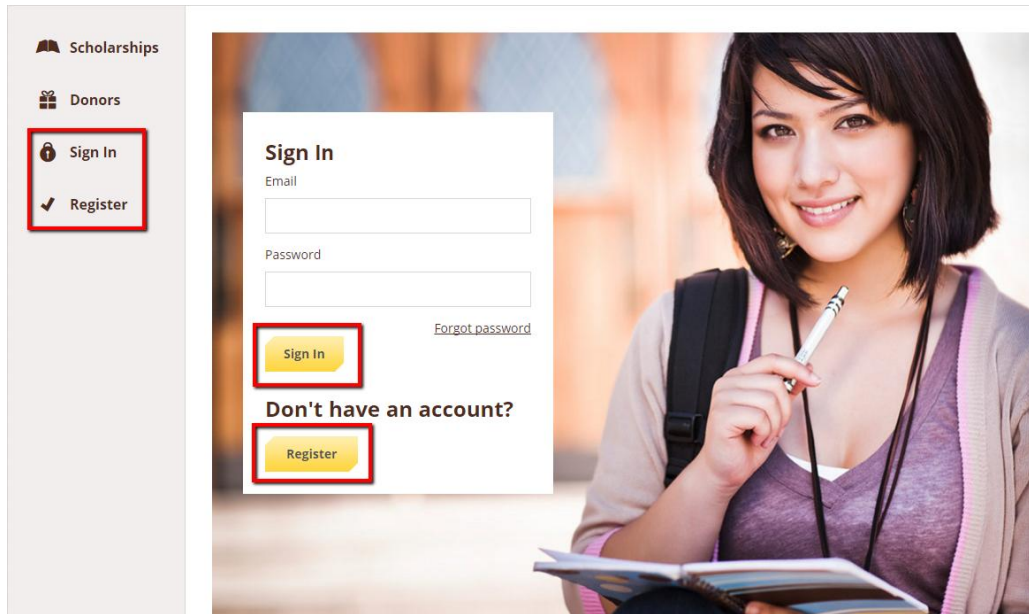 Scholarships
Donors
Sign In
Register
Sign In
Email
Password
Forgot password
Sign In
Don't have an account?
Register